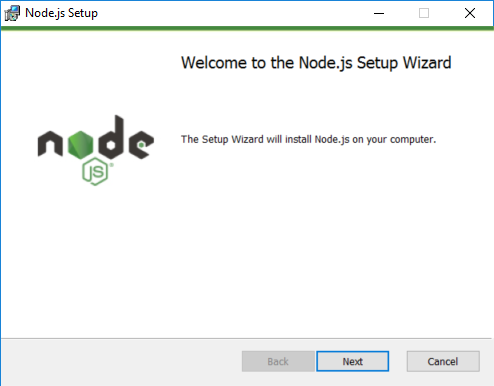 Node.js Setup
Welcome to the Node.js Setup Wizard
node
JS
The Setup Wizard will install Node.js on your computer.
Back
Next
Cancel